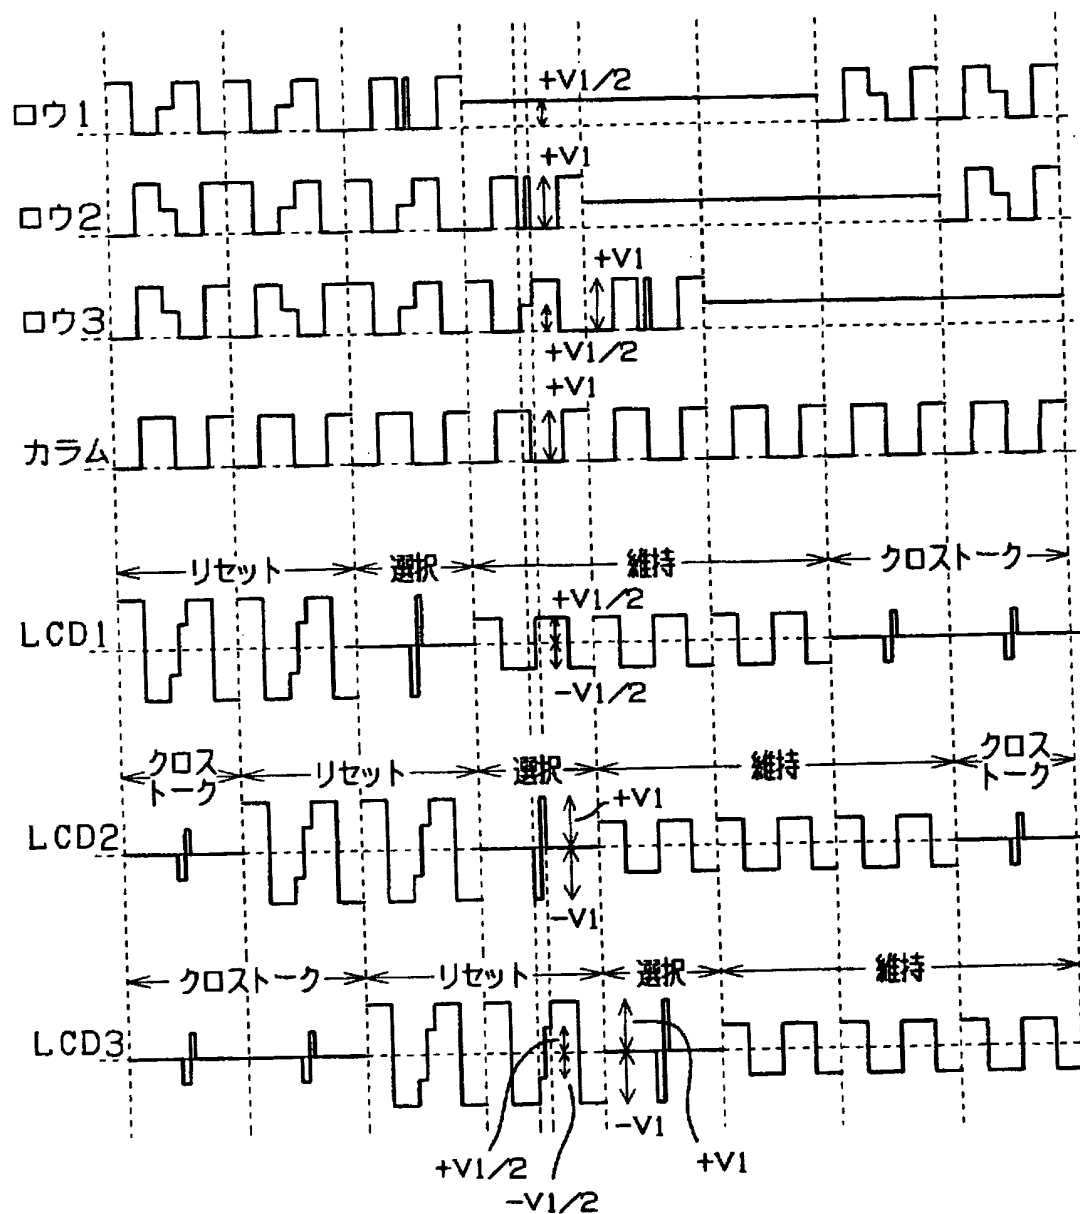 ロウ1
+V1/2
+V1
ロウ2
+V1
ロウ3
+V1/2
+V1
カラム
リセット
選択
維持
クロストーク
LCD1
+V1/2
-V1/2
クロス
トーク
リセット
選択
維持
クロス
トーク
LCD2
+V1
-V1
クロストーク
リセット
選択
維持
LCD3
-V1
+V1/2
+V1
-V1/2